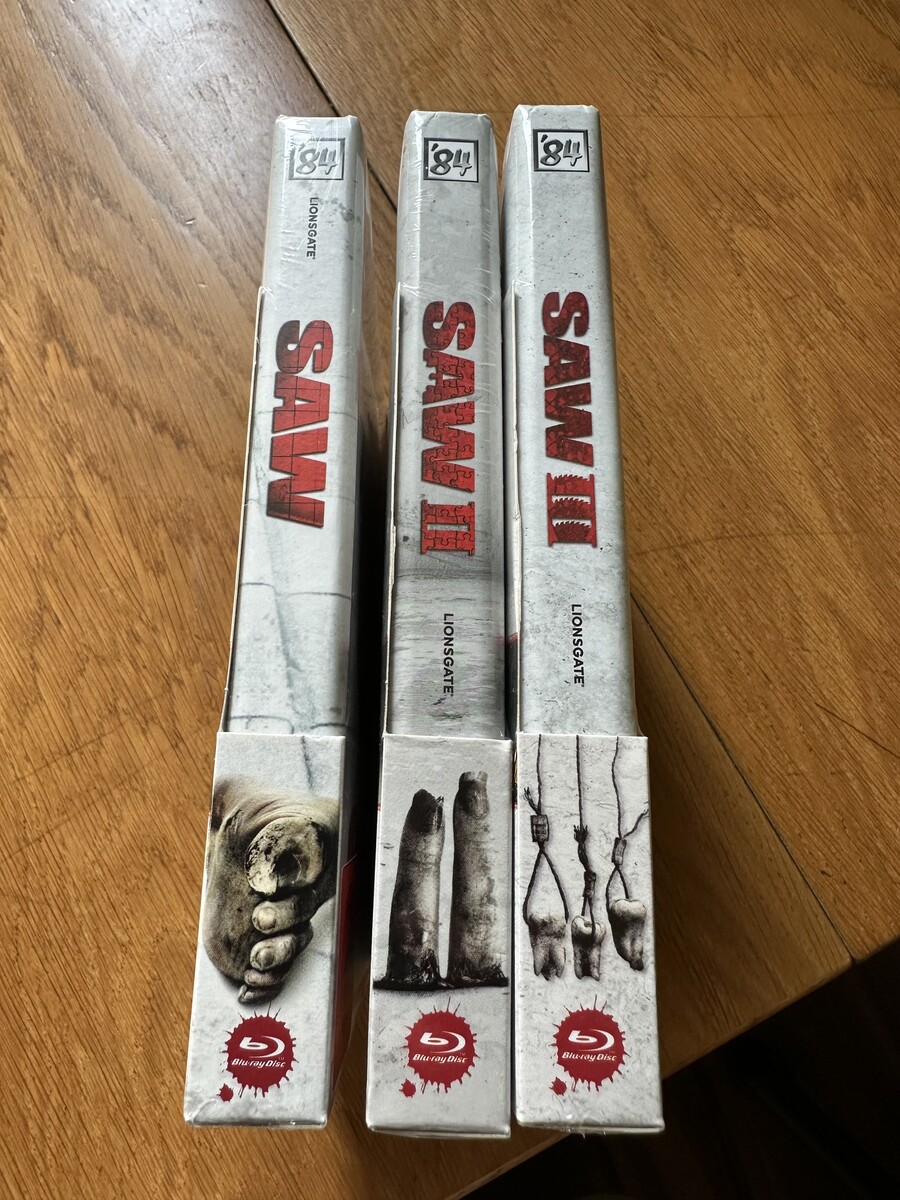 '84
LIONSGATE
SAW
Blu-ray Disc
'84
SAW II
LIONSGATE
Blu-ray Disc
'84
SAW III
LIONSGATE
Blu-ray Disc